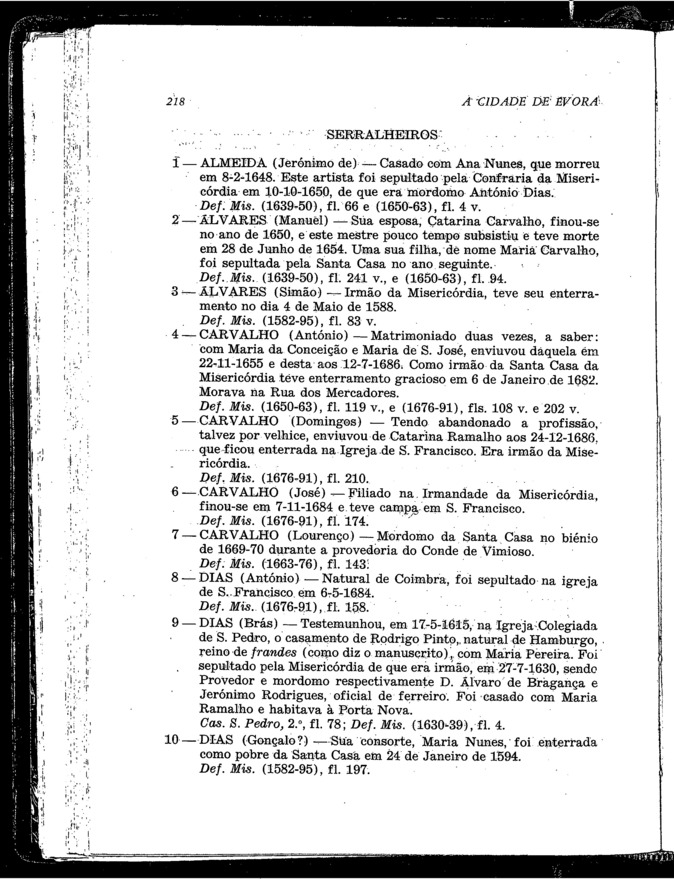 218
A CIDADE DE ÉVORA
SERRALHEIROS
1 — ALMEIDA (Jerónimo de) — Casado com Ana Nunes, que morreu
em 8-2-1648. Este artista foi sepultado pela Confraria da Miseri-
córdia em 10-10-1650, de que era mordomo António Dias.
Def. Mis. (1639-50), fl. 66 e (1650-63), fl. 4 v.
2 — ÁLVARES (Manuel) — Sua esposa, Catarina Carvalho, finou-se
no ano de 1650, e este mestre pouco tempo subsistiu e teve morte
em 28 de Junho de 1654. Uma sua filha, de nome Maria Carvalho,
foi sepultada pela Santa Casa no ano seguinte.
Def. Mis. (1639-50), fl. 241 v., e (1650-63), fl. 94.
3 — ÁLVARES (Simão) — Irmão da Misericórdia, teve seu enterra-
mento no dia 4 de Maio de 1588.
Def. Mis. (1582-95), fl. 83 v.
4 — CARVALHO (António) — Matrimoniado duas vezes, a saber:
com Maria da Conceição e Maria de S. José, enviuvou daquela em
22-11-1655 e desta aos 12-7-1686. Como irmão da Santa Casa da
Misericórdia teve enterramento gracioso em 6 de Janeiro de 1682.
Morava na Rua dos Mercadores.
Def. Mis. (1650-63), fl. 119 v., e (1676-91), fls. 108 v. e 202 v.
5 — CARVALHO (Domingos) — Tendo abandonado a profissão,
talvez por velhice, enviuvou de Catarina Ramalho aos 24-12-1686,
que ficou enterrada na Igreja de S. Francisco. Era irmão da Mise-
ricórdia.
Def. Mis. (1676-91), fl. 210.
6 — CARVALHO (José) — Filiado na Irmandade da Misericórdia,
finou-se em 7-11-1684 e teve campa em S. Francisco.
Def. Mis. (1676-91), fl. 174.
7 — CARVALHO (Lourenço) — Mordomo da Santa Casa no biénio
de 1669-70 durante a provedoria do Conde de Vimioso.
Def. Mis. (1663-76), fl. 143.
8 — DIAS (António) — Natural de Coimbra, foi sepultado na igreja
de S. Francisco em 6-5-1684.
Def. Mis. (1676-91), fl. 158.
9 — DIAS (Brás) — Testemunhou, em 17-5-1615, na Igreja Colegiada
de S. Pedro, o casamento de Rodrigo Pinto, natural de Hamburgo,
reino de frandes (como diz o manuscrito), com Maria Pereira. Foi
sepultado pela Misericórdia de que era irmão, em 27-7-1630, sendo
Provedor e mordomo respectivamente D. Álvaro de Bragança e
Jerónimo Rodrigues, oficial de ferreiro. Foi casado com Maria
Ramalho e habitava à Porta Nova.
Cas. S. Pedro, 2.º, fl. 78; Def. Mis. (1630-39), fl. 4.
10 — DIAS (Gonçalo?) — Sua consorte, Maria Nunes, foi enterrada
como pobre da Santa Casa em 24 de Janeiro de 1594.
Def. Mis. (1582-95), fl. 197.